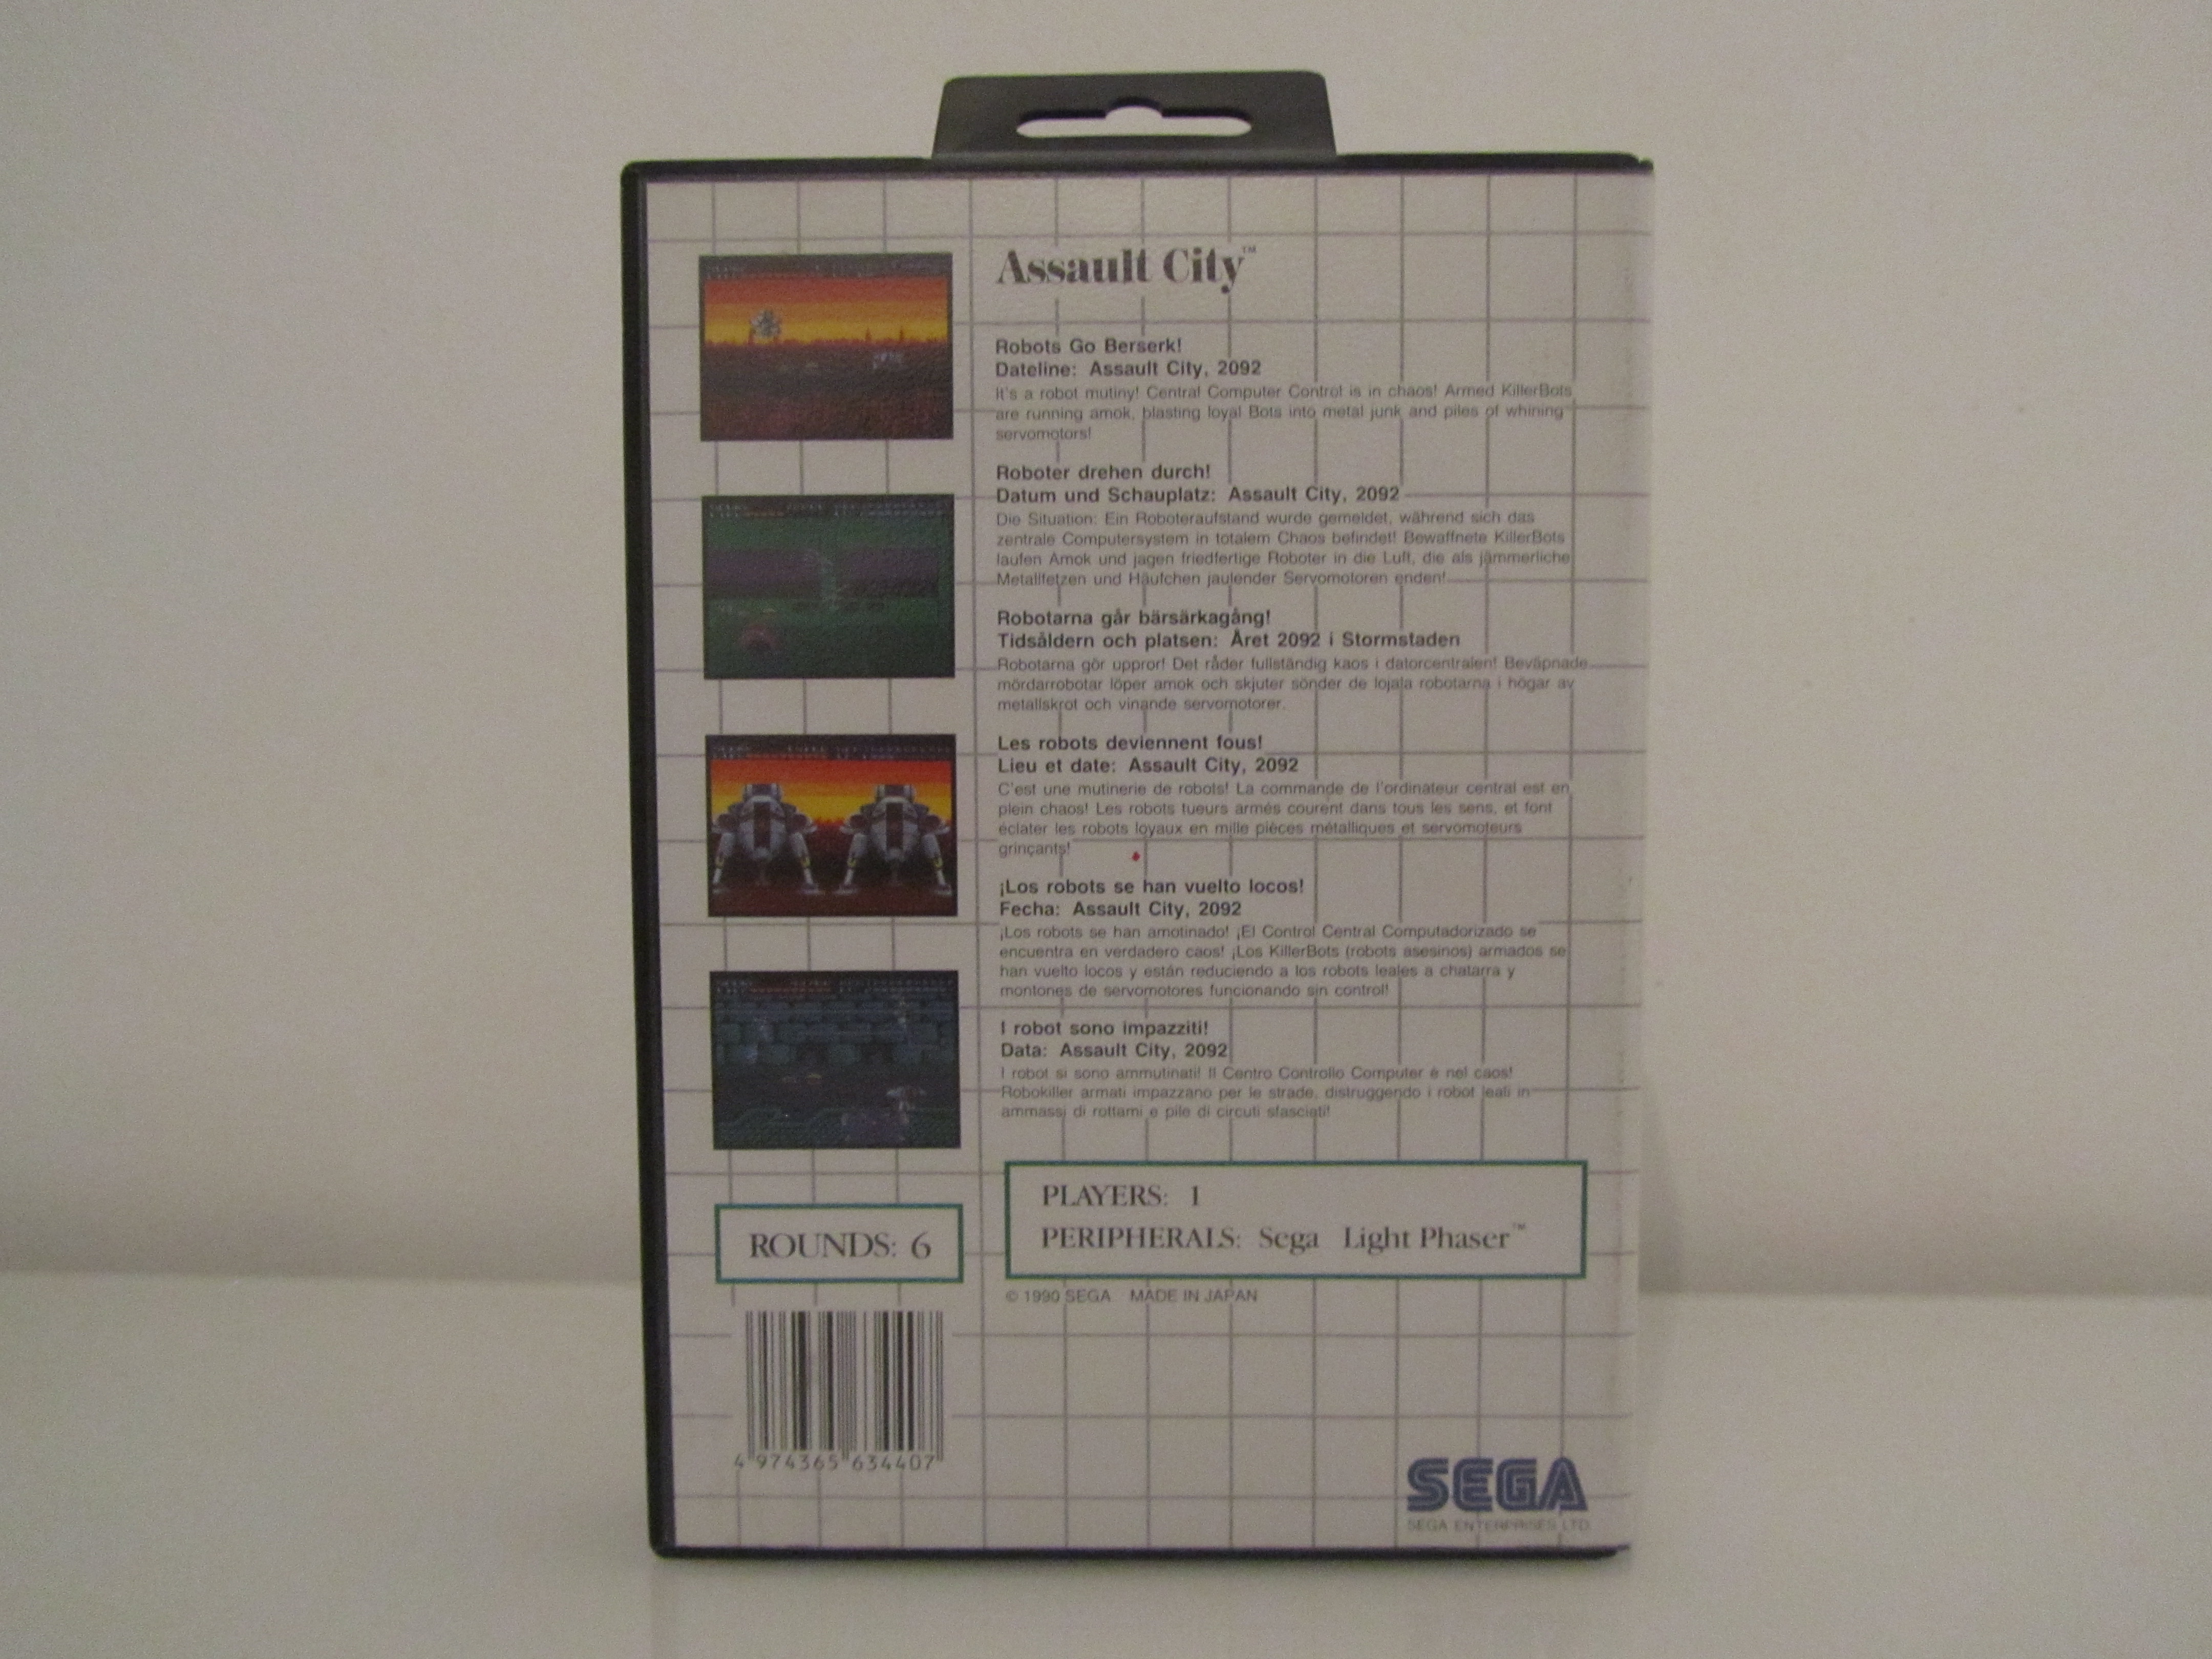 Assault City™
Robots Go Berserk!
Dateline: Assault City, 2092
It's a robot mutiny! Central Computer Control is in chaos! Armed KillerBots
are running amok, blasting loyal Bots into metal junk and piles of whining
servomotors!
Roboter drehen durch!
Datum und Schauplatz: Assault City, 2092
Die Situation: Ein Roboteraufstand wurde gemeldet, während sich das
zentrale Computersystem in totalem Chaos befindet! Bewaffnete KillerBots
laufen Amok und jagen friedfertige Roboter in die Luft, die als jämmerliche
Metallfetzen und Häufchen jaulender Servomotoren enden!
Robotarna går bärsärkagång!
Tidsåldern och platsen: Året 2092 i Stormstaden
Robotarna gör uppror! Det råder fullständig kaos i datorcentralen! Beväpnade
mördarrobotar löper amok och skjuter sönder de lojala robotarna i högar av
metallskrot och vinande servomotorer.
Les robots deviennent fous!
Lieu et date: Assault City, 2092
C'est une mutinerie de robots! La commande de l'ordinateur central est en
plein chaos! Les robots tueurs armés courent dans tous les sens, et font
éclater les robots loyaux en mille pièces métalliques et servomoteurs
grinçants!
¡Los robots se han vuelto locos!
Fecha: Assault City, 2092
¡Los robots se han amotinado! ¡El Control Central Computadorizado se
encuentra en verdadero caos! ¡Los KillerBots (robots asesinos) armados se
han vuelto locos y están reduciendo a los robots leales a chatarra y
montones de servomotores funcionando sin control!
I robot sono impazziti!
Data: Assault City, 2092
I robot si sono ammutinati! Il Centro Controllo Computer è nel caos!
Robokiller armati impazzano per le strade, distruggendo i robot leali in
ammassi di rottami e pile di circuti sfasciati!
PLAYERS: 1
PERIPHERALS: Sega Light Phaser™
ROUNDS: 6
© 1990 SEGA MADE IN JAPAN
4 974365 634407
SEGA
SEGA ENTERPRISES LTD